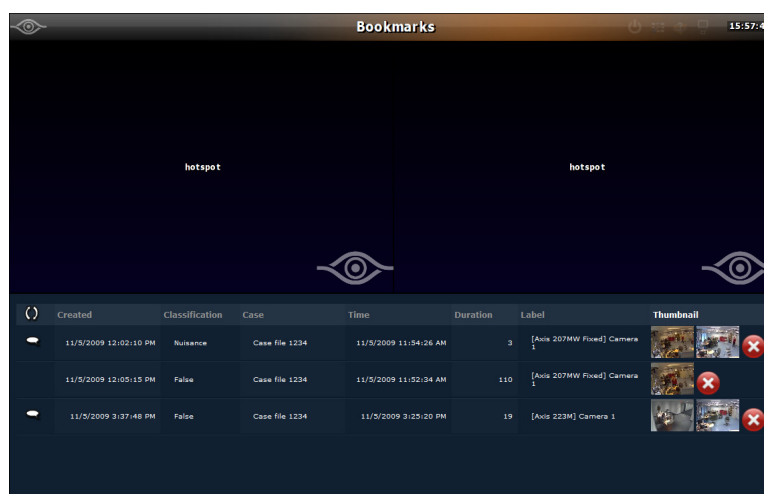 Bookmarks
15:57:4
hotspot
hotspot
Created Classification Case Time Duration Label Thumbnail
11/5/2009 12:02:10 PM Nuisance Case file 1234 11/5/2009 11:54:26 AM 3 [Axis 207MW Fixed] Camera
1
11/5/2009 12:05:15 PM False Case file 1234 11/5/2009 11:52:34 AM 110 [Axis 207MW Fixed] Camera
1
11/5/2009 3:37:48 PM False Case file 1234 11/5/2009 3:25:20 PM 19 [Axis 223M] Camera 1